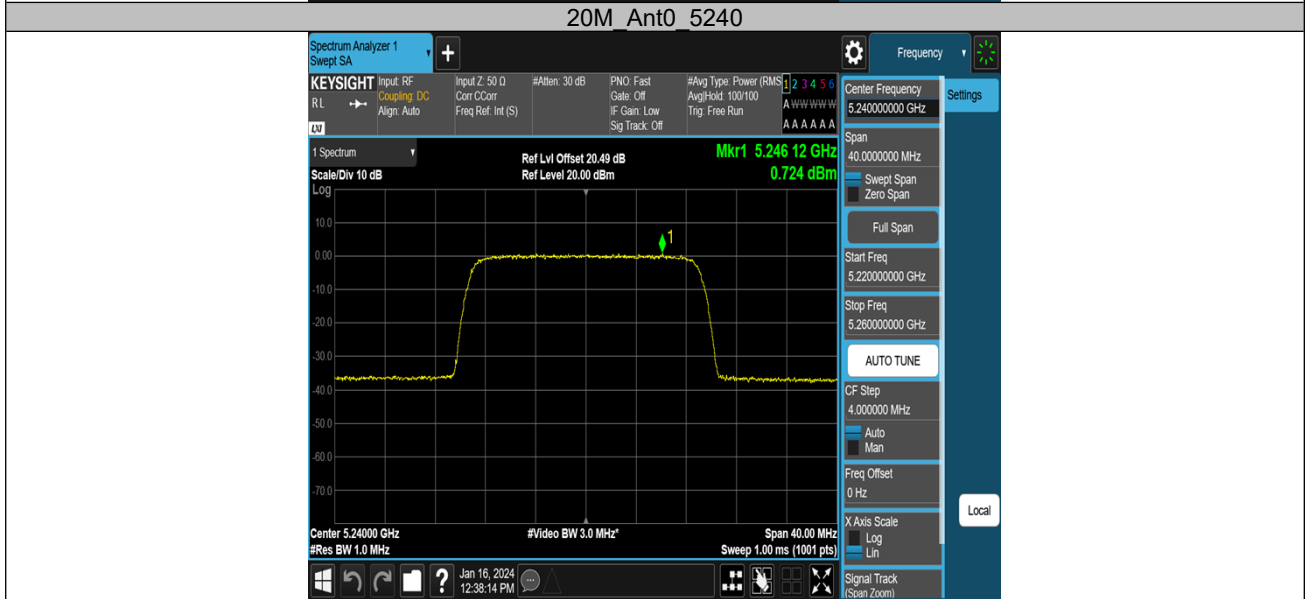 20M_Ant0_5240
Spectrum Analyzer 1
Swept SA
+
Frequency
KEYSIGHT
RL
LXI
Input: RF
Coupling: DC
Align: Auto
Input Z: 50 Ω
Corr CCorr
Freq Ref: Int (S)
#Atten: 30 dB
PNO: Fast
Gate: Off
IF Gain: Low
Sig Track: Off
#Avg Type: Power (RMS
Avg|Hold: 100/100
Trig: Free Run
1 2 3 4 5 6
A W W W W W
A A A A A A
1 Spectrum
Scale/Div 10 dB
Log
Ref Lvl Offset 20.49 dB
Ref Level 20.00 dBm
Mkr1 5.246 12 GHz
0.724 dBm
1
10.0
0.00
-10.0
-20.0
-30.0
-40.0
-50.0
-60.0
-70.0
Center 5.24000 GHz
#Res BW 1.0 MHz
#Video BW 3.0 MHz*
Span 40.00 MHz
Sweep 1.00 ms (1001 pts)
Center Frequency
5.240000000 GHz
Settings
Span
40.0000000 MHz
Swept Span
Zero Span
Full Span
Start Freq
5.220000000 GHz
Stop Freq
5.260000000 GHz
AUTO TUNE
CF Step
4.000000 MHz
Auto
Man
Freq Offset
0 Hz
X Axis Scale
Log
Lin
Local
Signal Track
(Span Zoom)
?
Jan 16, 2024
12:38:14 PM